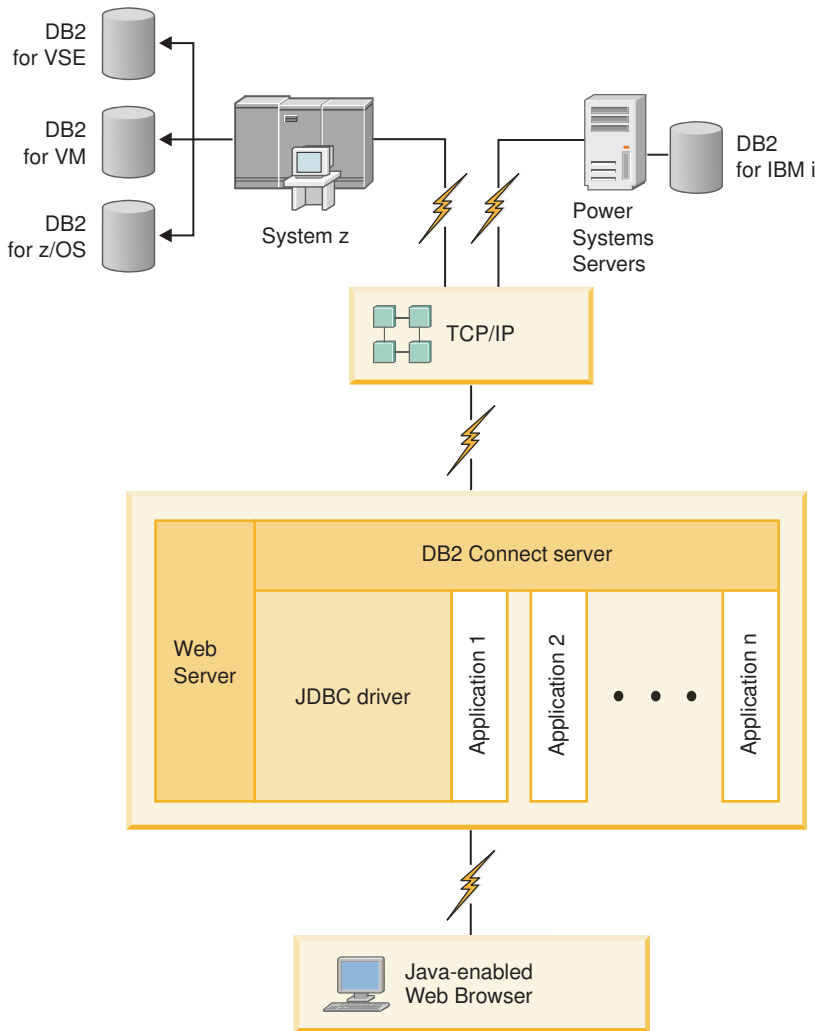 DB2
for VSE
DB2
for VM
DB2
for z/OS
System z
Power
Systems
Servers
DB2
for IBM i
TCP/IP
DB2 Connect server
Web
Server
JDBC driver
Application 1
Application 2
Application n
Java-enabled
Web Browser